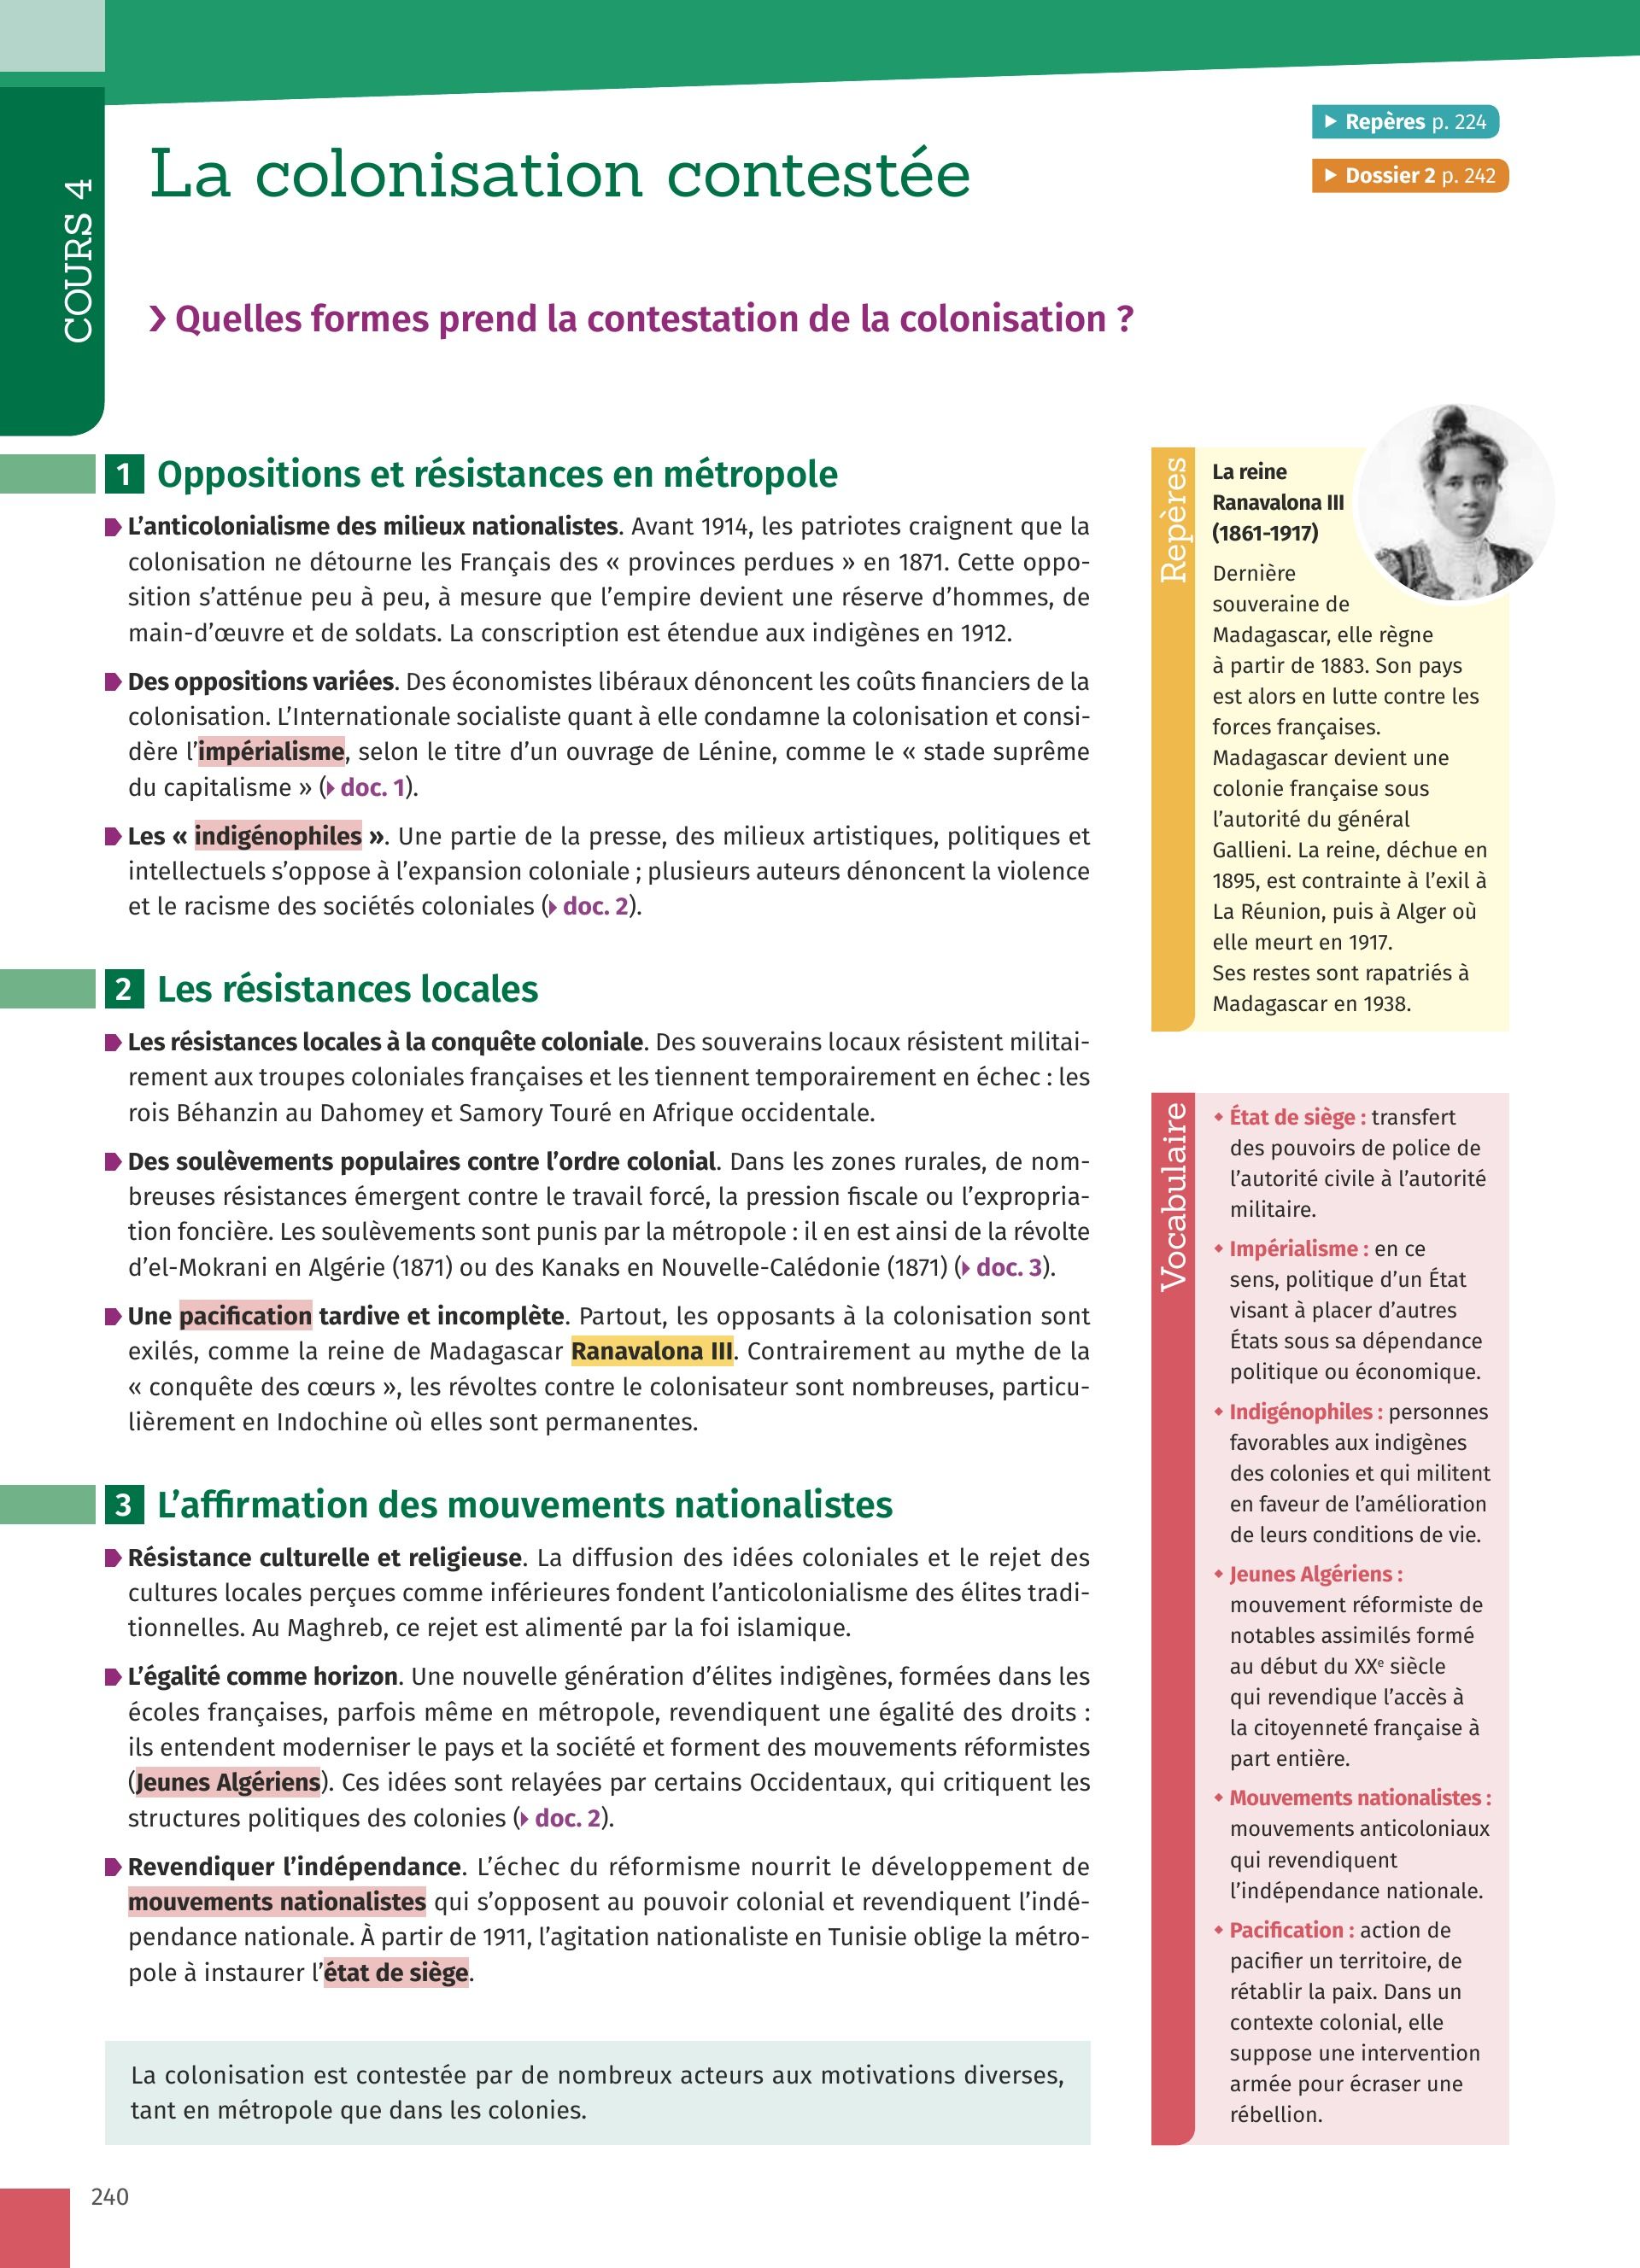 COURS 4
La colonisation contestée
Repères p. 224
Dossier 2 p. 242
Quelles formes prend la contestation de la colonisation ?
1 Oppositions et résistances en métropole
L’anticolonialisme des milieux nationalistes. Avant 1914, les patriotes craignent que la
colonisation ne détourne les Français des « provinces perdues » en 1871. Cette oppo-
sition s’atténue peu à peu, à mesure que l’empire devient une réserve d’hommes, de
main-d’œuvre et de soldats. La conscription est étendue aux indigènes en 1912.
Des oppositions variées. Des économistes libéraux dénoncent les coûts financiers de la
colonisation. L’Internationale socialiste quant à elle condamne la colonisation et consi-
dère l’impérialisme, selon le titre d’un ouvrage de Lénine, comme le « stade suprême
du capitalisme » (doc. 1).
Les « indigénophiles ». Une partie de la presse, des milieux artistiques, politiques et
intellectuels s’oppose à l’expansion coloniale ; plusieurs auteurs dénoncent la violence
et le racisme des sociétés coloniales (doc. 2).
2 Les résistances locales
Les résistances locales à la conquête coloniale. Des souverains locaux résistent militai-
rement aux troupes coloniales françaises et les tiennent temporairement en échec : les
rois Béhanzin au Dahomey et Samory Touré en Afrique occidentale.
Des soulèvements populaires contre l’ordre colonial. Dans les zones rurales, de nom-
breuses résistances émergent contre le travail forcé, la pression fiscale ou l’expropria-
tion foncière. Les soulèvements sont punis par la métropole : il en est ainsi de la révolte
d’el-Mokrani en Algérie (1871) ou des Kanaks en Nouvelle-Calédonie (1871) (doc. 3).
Une pacification tardive et incomplète. Partout, les opposants à la colonisation sont
exilés, comme la reine de Madagascar Ranavalona III. Contrairement au mythe de la
« conquête des cœurs », les révoltes contre le colonisateur sont nombreuses, particu-
lièrement en Indochine où elles sont permanentes.
3 L’affirmation des mouvements nationalistes
Résistance culturelle et religieuse. La diffusion des idées coloniales et le rejet des
cultures locales perçues comme inférieures fondent l’anticolonialisme des élites tradi-
tionnelles. Au Maghreb, ce rejet est alimenté par la foi islamique.
L’égalité comme horizon. Une nouvelle génération d’élites indigènes, formées dans les
écoles françaises, parfois même en métropole, revendiquent une égalité des droits :
ils entendent moderniser le pays et la société et forment des mouvements réformistes
(Jeunes Algériens). Ces idées sont relayées par certains Occidentaux, qui critiquent les
structures politiques des colonies (doc. 2).
Revendiquer l’indépendance. L’échec du réformisme nourrit le développement de
mouvements nationalistes qui s’opposent au pouvoir colonial et revendiquent l’indé-
pendance nationale. À partir de 1911, l’agitation nationaliste en Tunisie oblige la métro-
pole à instaurer l’état de siège.
La colonisation est contestée par de nombreux acteurs aux motivations diverses,
tant en métropole que dans les colonies.
Repères
La reine
Ranavalona III
(1861-1917)
Dernière
souveraine de
Madagascar, elle règne
à partir de 1883. Son pays
est alors en lutte contre les
forces françaises.
Madagascar devient une
colonie française sous
l’autorité du général
Gallieni. La reine, déchue en
1895, est contrainte à l’exil à
La Réunion, puis à Alger où
elle meurt en 1917.
Ses restes sont rapatriés à
Madagascar en 1938.
Vocabulaire
État de siège : transfert
des pouvoirs de police de
l’autorité civile à l’autorité
militaire.
Impérialisme : en ce
sens, politique d’un État
visant à placer d’autres
États sous sa dépendance
politique ou économique.
Indigénophiles : personnes
favorables aux indigènes
des colonies et qui militent
en faveur de l’amélioration
de leurs conditions de vie.
Jeunes Algériens :
mouvement réformiste de
notables assimilés formé
au début du XXe siècle
qui revendique l’accès à
la citoyenneté française à
part entière.
Mouvements nationalistes :
mouvements anticoloniaux
qui revendiquent
l’indépendance nationale.
Pacification : action de
pacifier un territoire, de
rétablir la paix. Dans un
contexte colonial, elle
suppose une intervention
armée pour écraser une
rébellion.
240